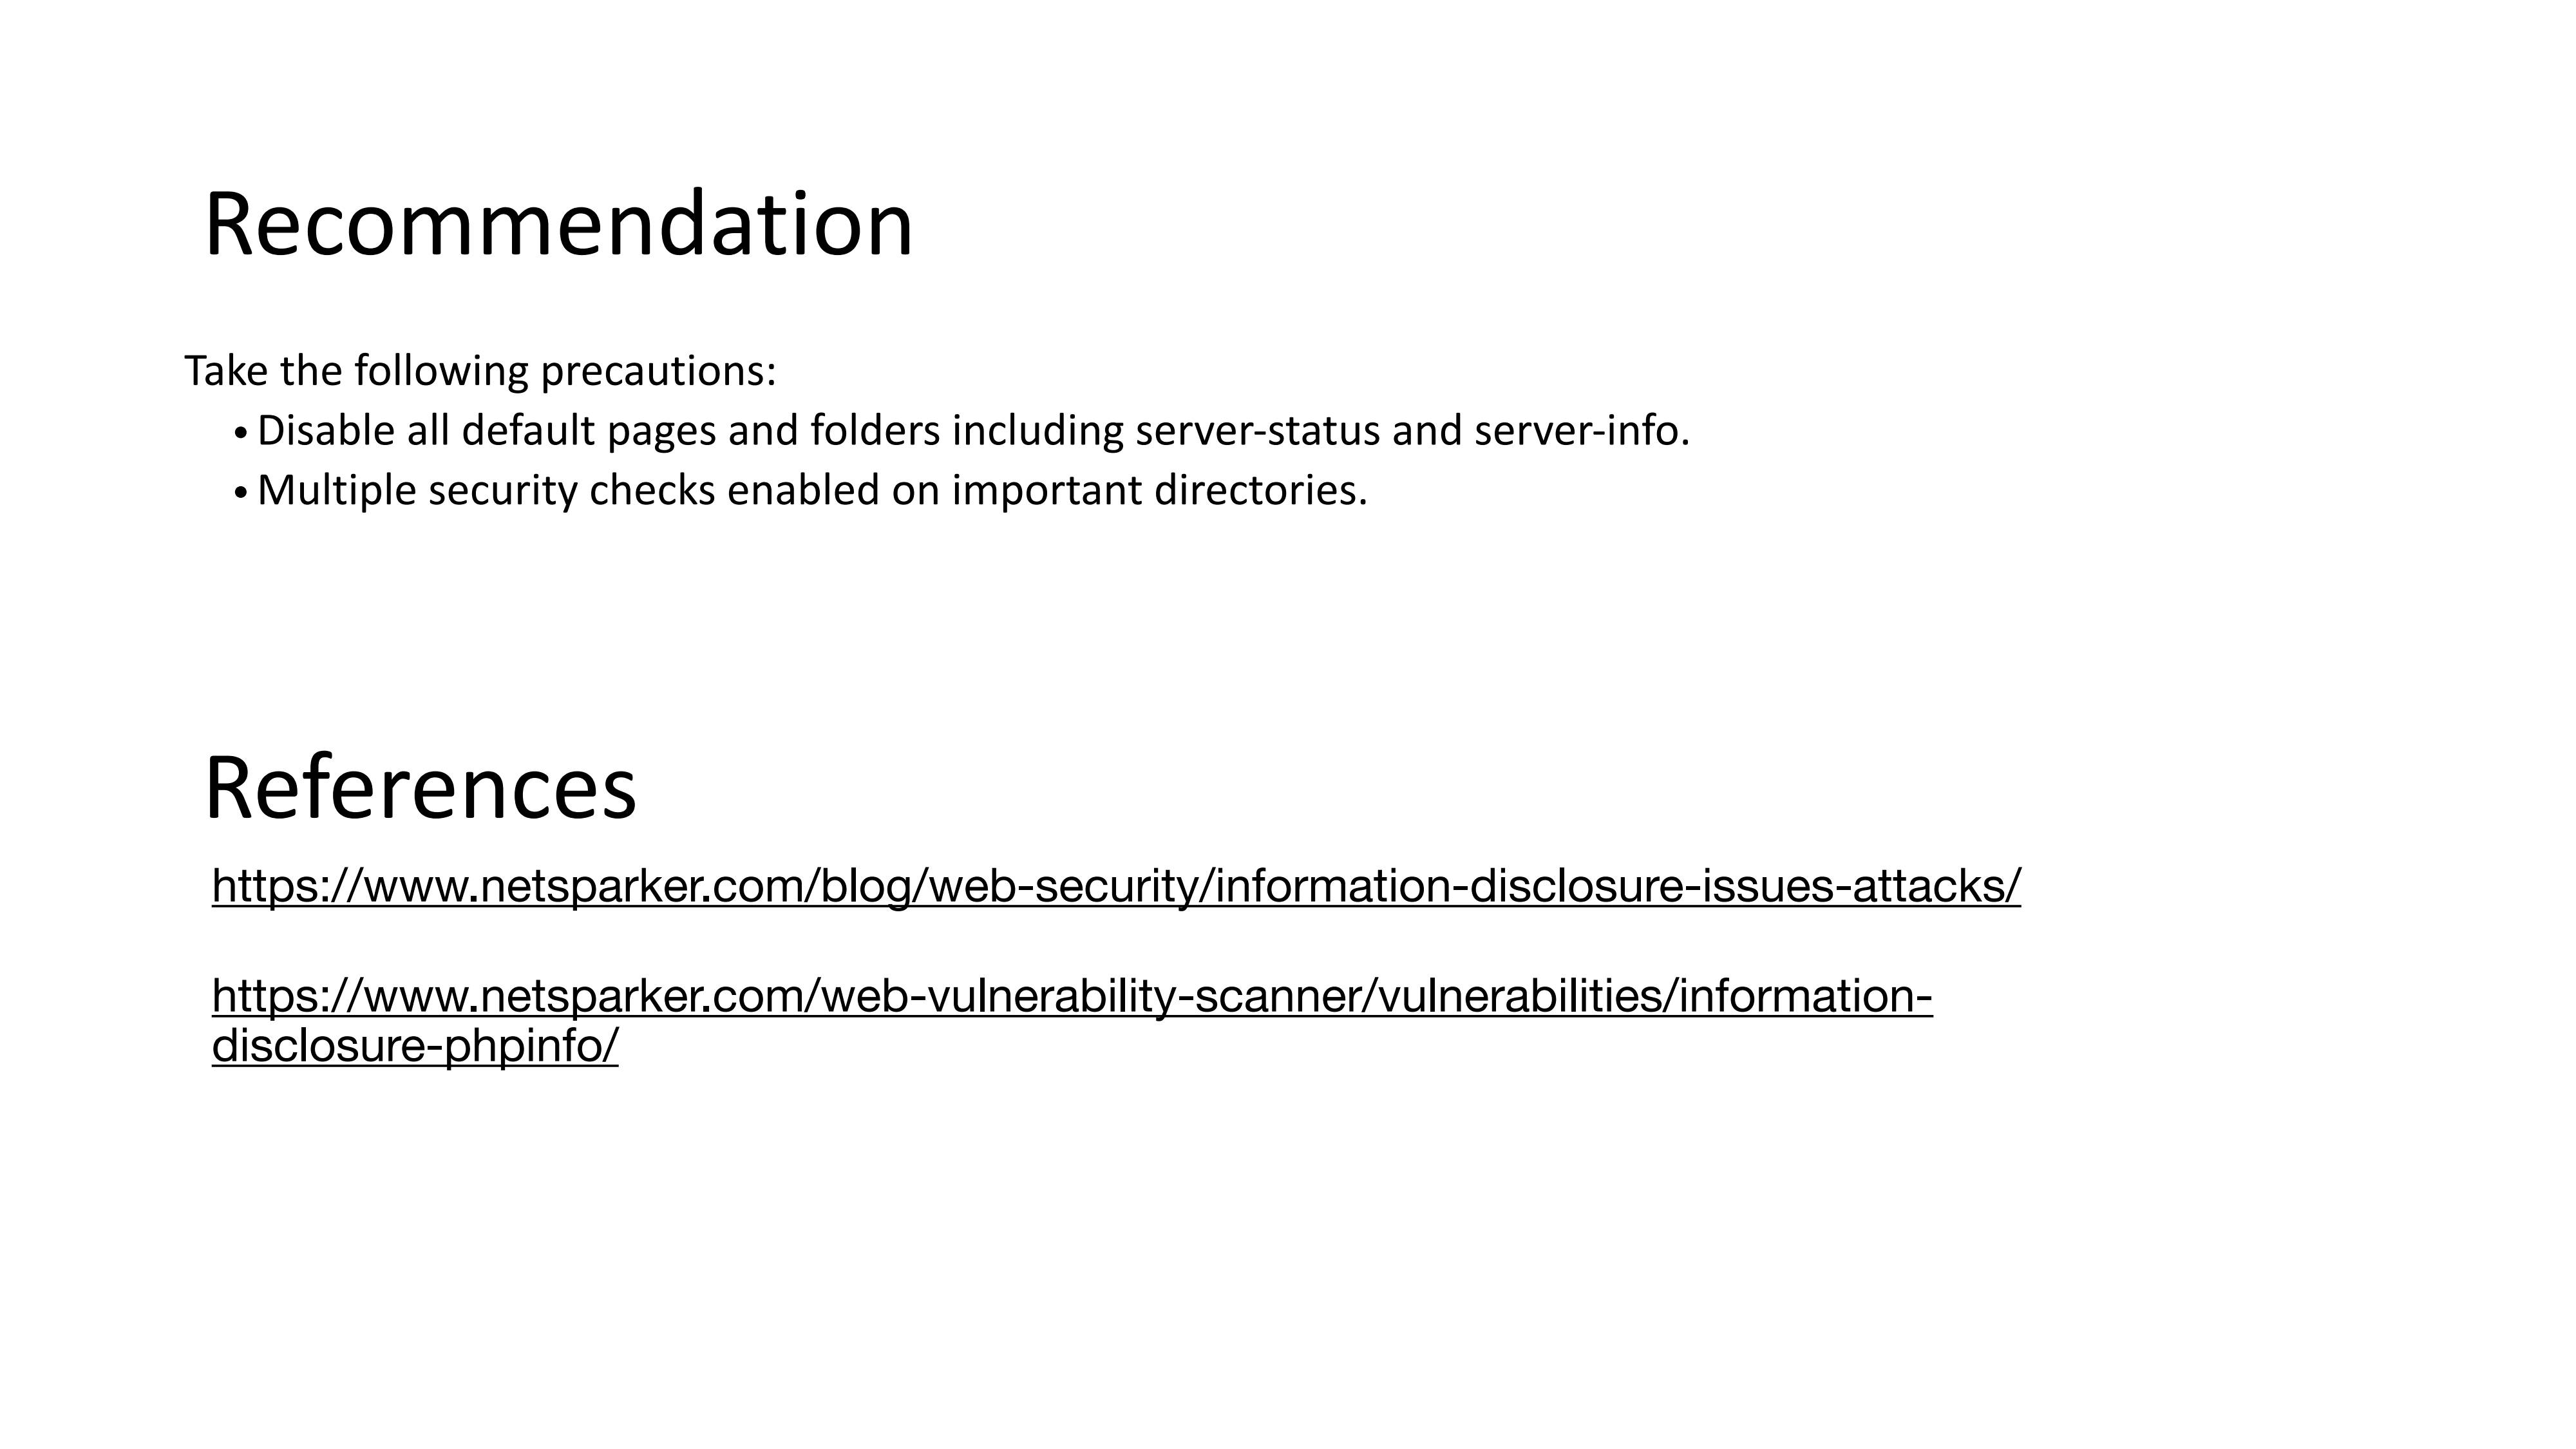 Recommendation
Take the following precautions:
• Disable all default pages and folders including server-status and server-info.
• Multiple security checks enabled on important directories.
References
https://www.netsparker.com/blog/web-security/information-disclosure-issues-attacks/
https://www.netsparker.com/web-vulnerability-scanner/vulnerabilities/information-
disclosure-phpinfo/